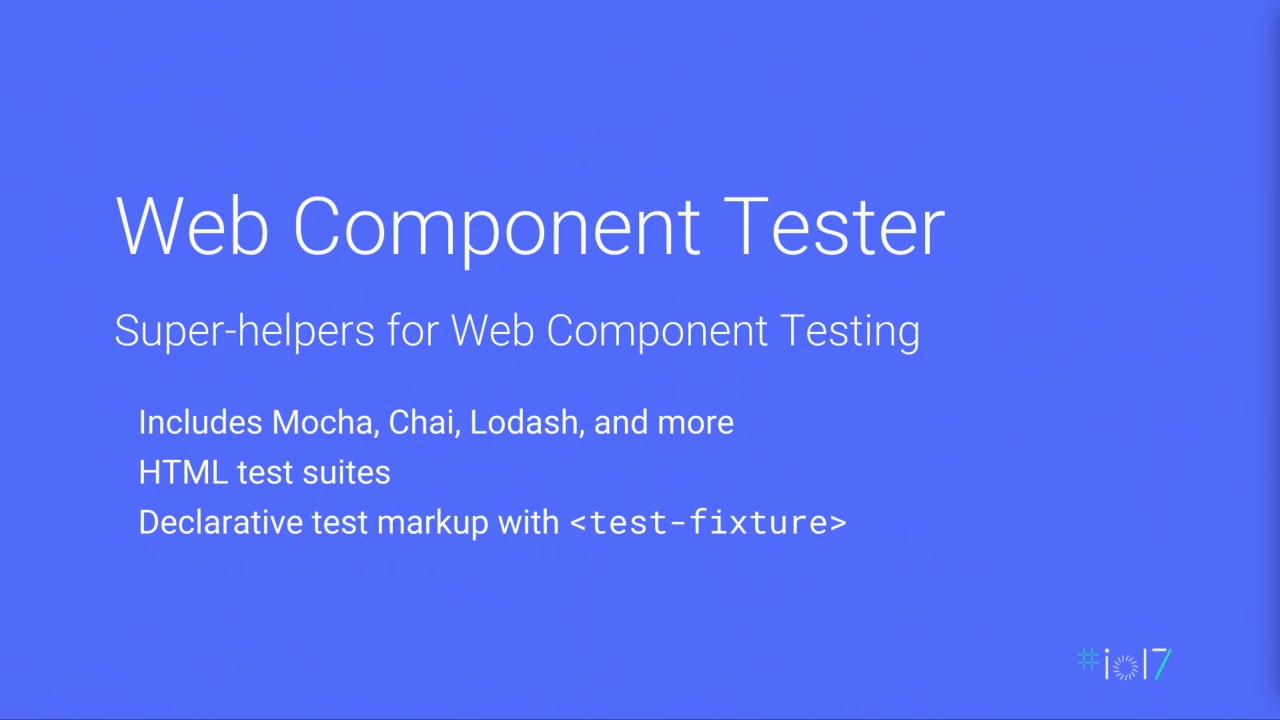 Web Component Tester
Super-helpers for Web Component Testing
Includes Mocha, Chai, Lodash, and more
HTML test suites
Declarative test markup with <test-fixture>
#io17